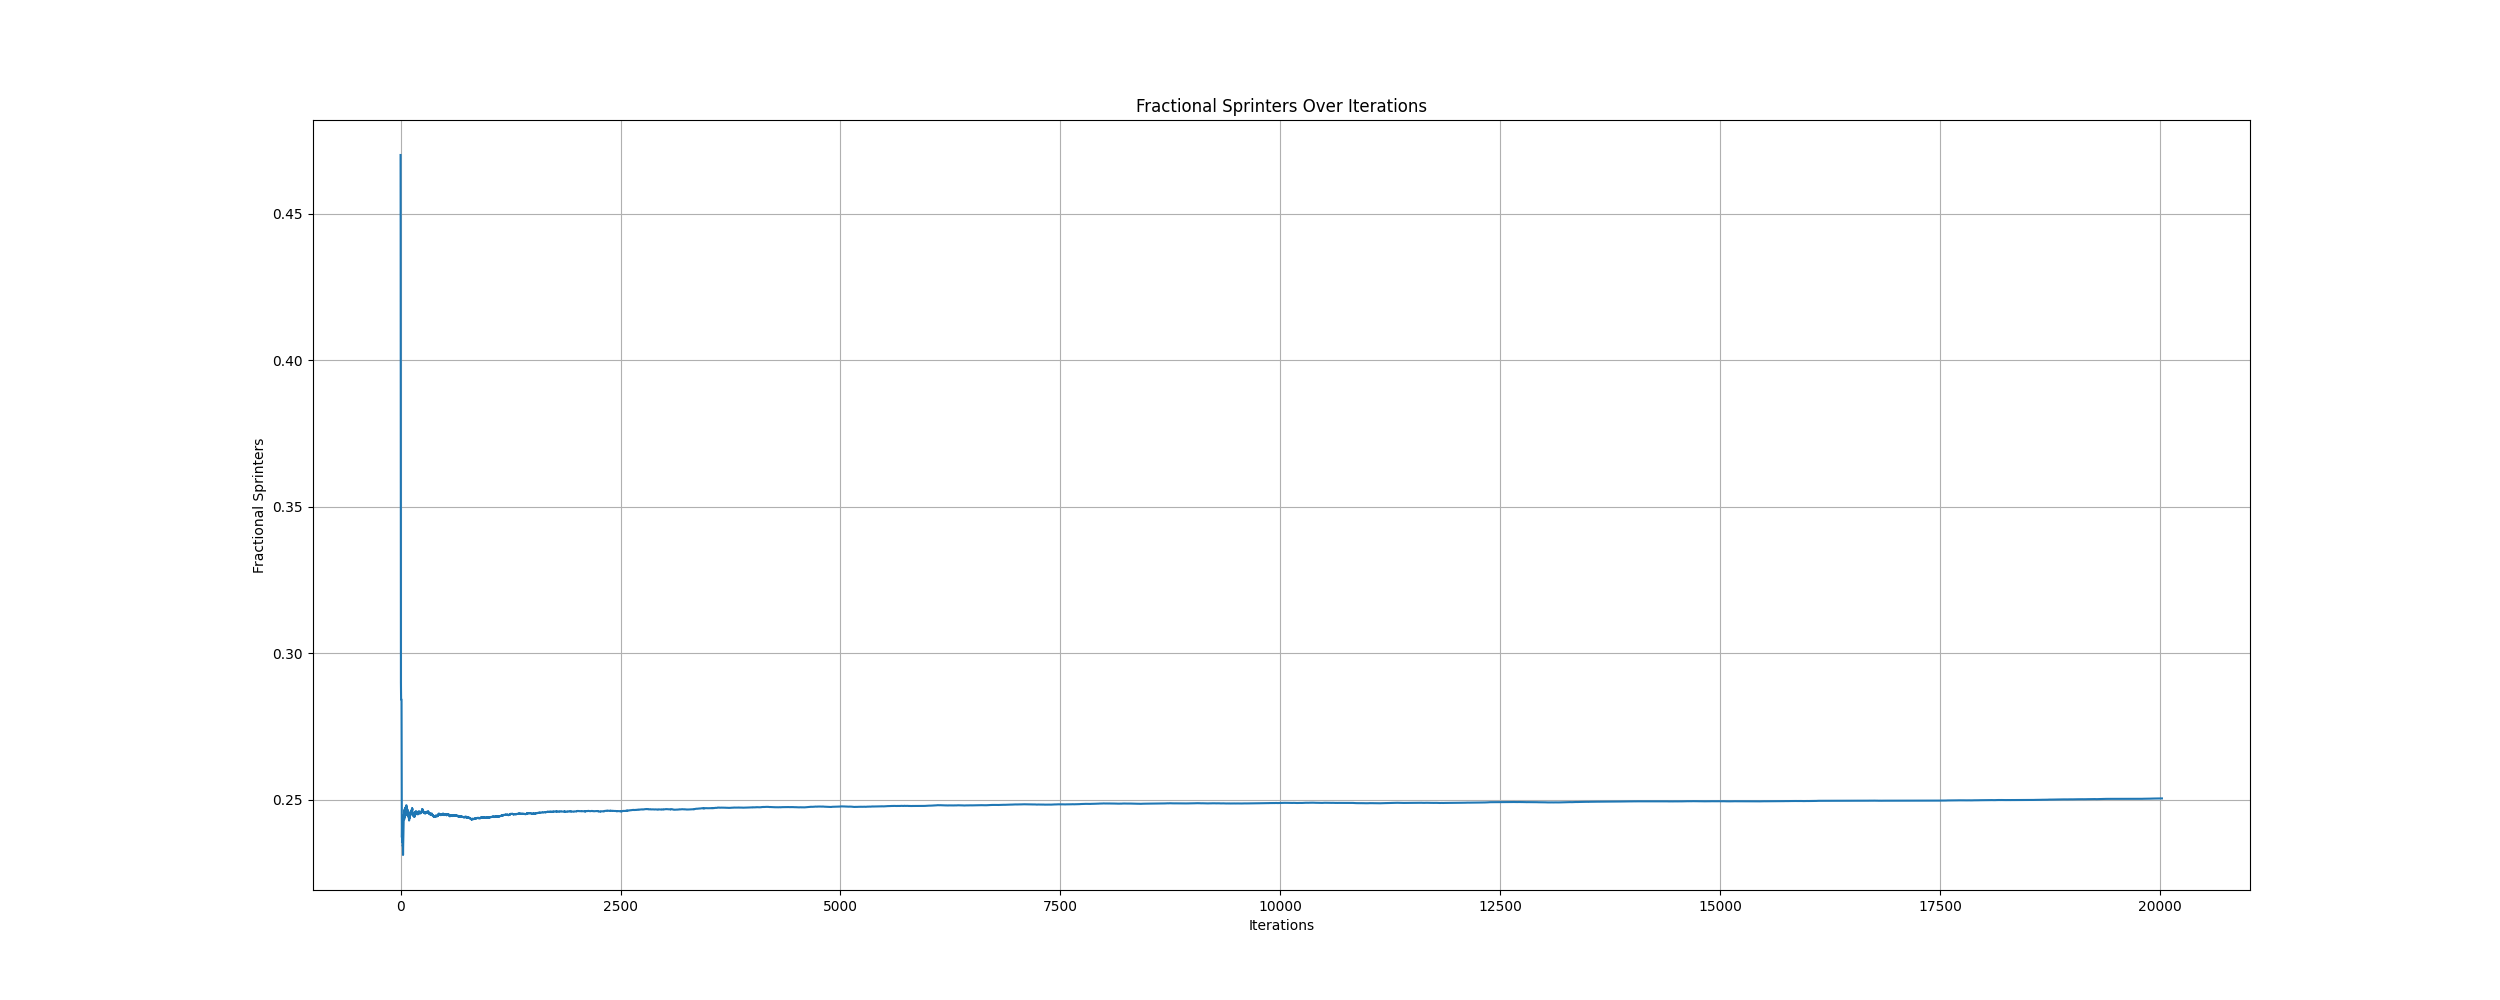 Fractional Sprinters Over Iterations
Fractional Sprinters
0.45
0.40
0.35
0.30
0.25
0 2500 5000 7500 10000 12500 15000 17500 20000
Iterations